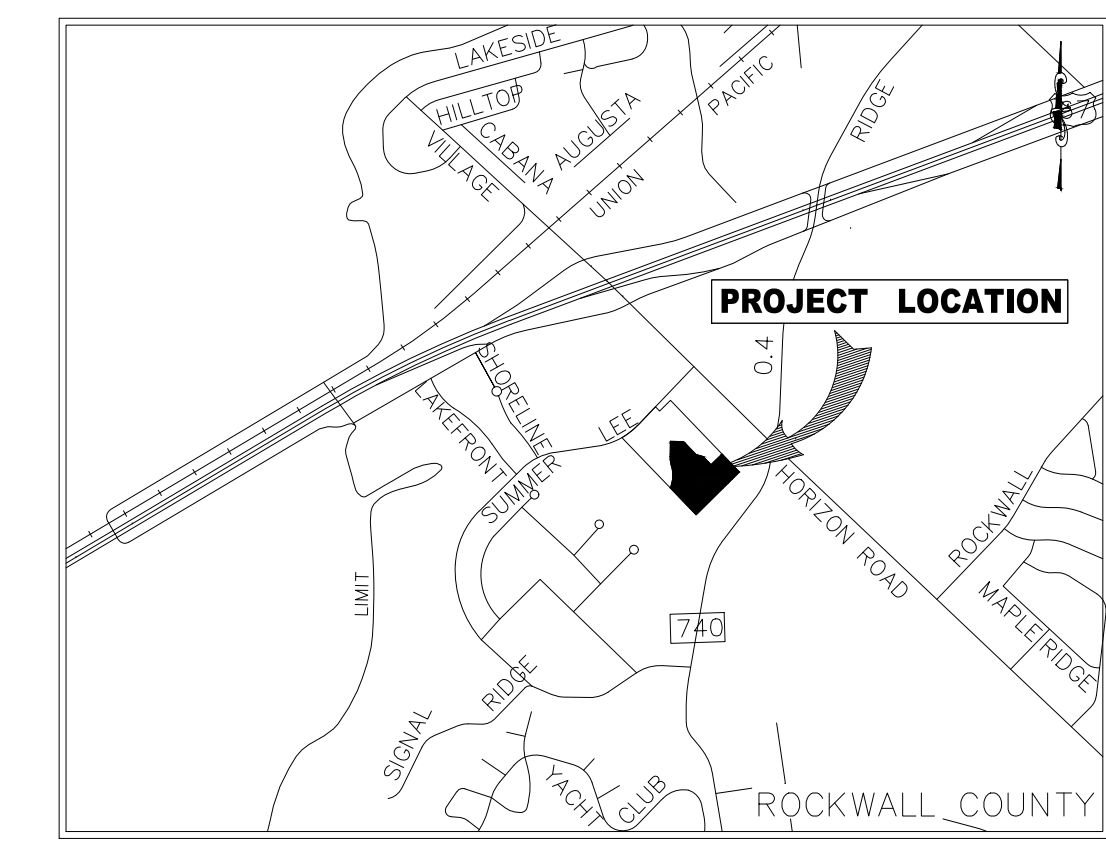 LAKESIDE
HILLTOP
CABANA
AUGUSTA
PACIFIC
RIDGE
VILLAGE
UNION
PROJECT LOCATION
0.4
SHORELINE
LAKEFRONT
LEE
SUMMER
HORIZON ROAD
ROCKWALL
LIMIT
MAPLE RIDGE
740
RIDGE
SIGNAL
YACHT
CLUB
ROCKWALL COUNTY